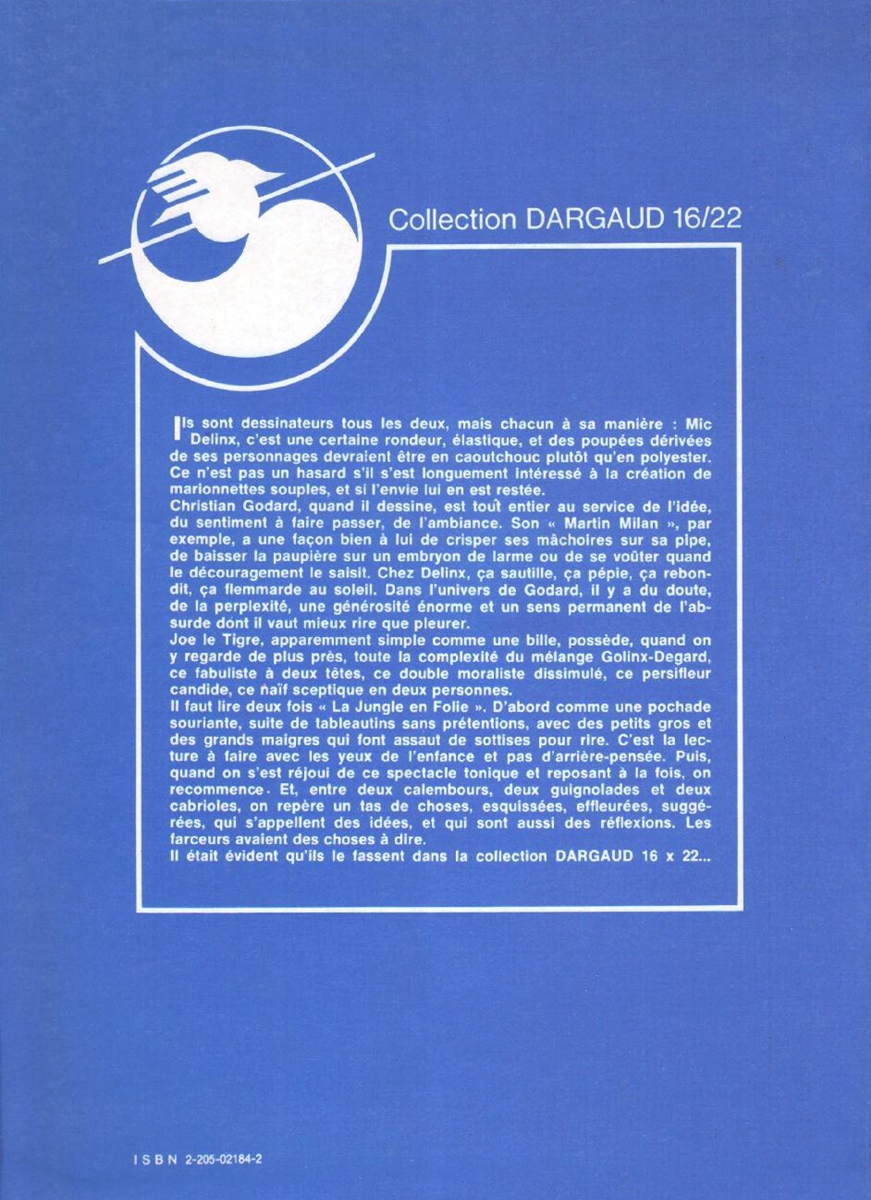 Collection DARGAUD 16/22
Ils sont dessinateurs tous les deux, mais chacun à sa manière : Mic
Delinx, c'est une certaine rondeur, élastique, et des poupées dérivées
de ses personnages devraient être en caoutchouc plutôt qu'en polyester.
Ce n'est pas un hasard s'il s'est longuement intéressé à la création de
marionnettes souples, et si l'envie lui en est restée.
Christian Godard, quand il dessine, est tout entier au service de l'idée,
du sentiment à faire passer, de l'ambiance. Son « Martin Milan », par
exemple, a une façon bien à lui de crisper ses mâchoires sur sa pipe,
de baisser la paupière sur un embryon de larme ou de se voûter quand
le découragement le saisit. Chez Delinx, ça sautille, ça pépie, ça rebon-
dit, ça flemmarde au soleil. Dans l'univers de Godard, il y a du doute,
de la perplexité, une générosité énorme et un sens permanent de l'ab-
surde dont il vaut mieux rire que pleurer.
Joe le Tigre, apparemment simple comme une bille, possède, quand on
y regarde de plus près, toute la complexité du mélange Golinx-Degard,
ce fabuliste à deux têtes, ce double moraliste dissimulé, ce persifleur
candide, ce naïf sceptique en deux personnes.
Il faut lire deux fois « La Jungle en Folie ». D'abord comme une pochade
souriante, suite de tableautins sans prétentions, avec des petits gros et
des grands maigres qui font assaut de sottises pour rire. C'est la lec-
ture à faire avec les yeux de l'enfance et pas d'arrière-pensée. Puis,
quand on s'est réjoui de ce spectacle tonique et reposant à la fois, on
recommence. Et, entre deux calembours, deux guignolades et deux
cabrioles, on repère un tas de choses, esquissées, effleurées, suggé-
rées, qui s'appellent des idées, et qui sont aussi des réflexions. Les
farceurs avaient des choses à dire.
Il était évident qu'ils le fassent dans la collection DARGAUD 16 x 22...
ISBN 2-205-02184-2